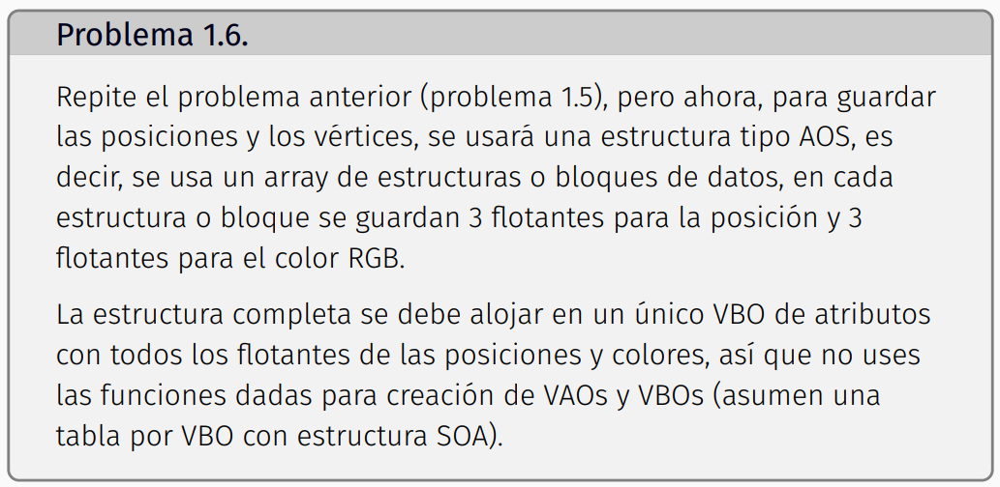 Problema 1.6.
Repite el problema anterior (problema 1.5), pero ahora, para guardar
las posiciones y los vértices, se usará una estructura tipo AOS, es
decir, se usa un array de estructuras o bloques de datos, en cada
estructura o bloque se guardan 3 flotantes para la posición y 3
flotantes para el color RGB.
La estructura completa se debe alojar en un único VBO de atributos
con todos los flotantes de las posiciones y colores, así que no uses
las funciones dadas para creación de VAOs y VBOs (asumen una
tabla por VBO con estructura SOA).